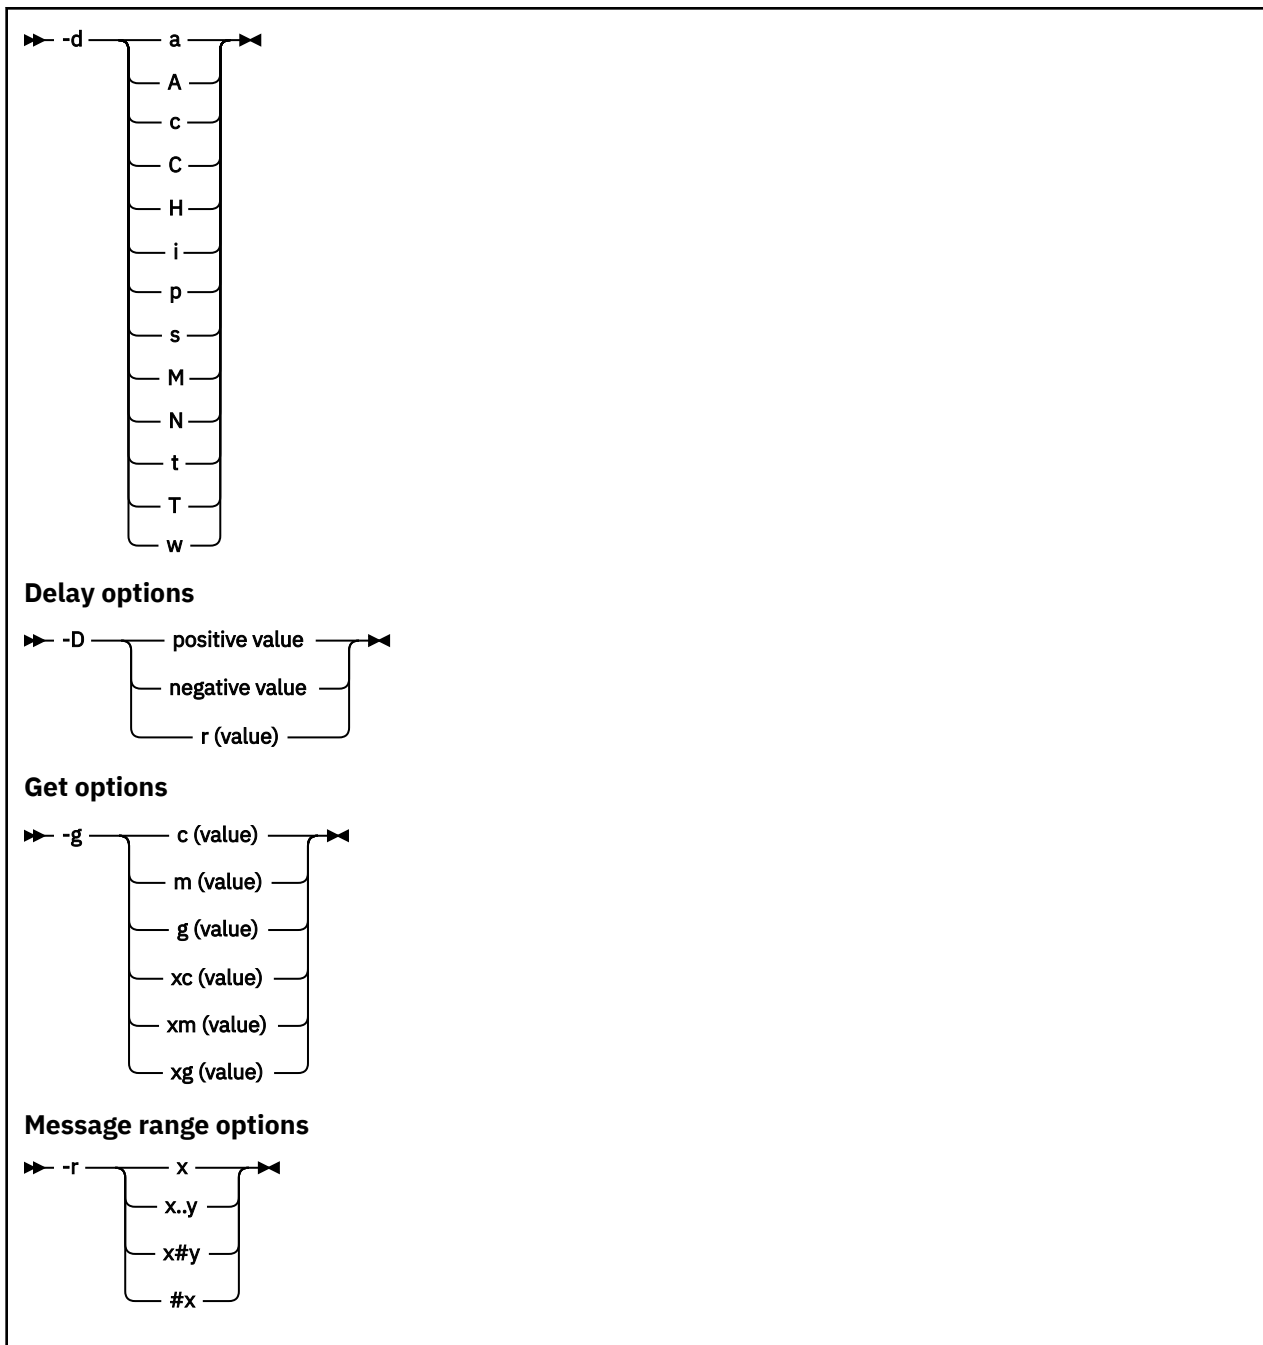 -d a
A
c
C
H
i
p
s
M
N
t
T
w
Delay options
-D positive value
negative value
r (value)
Get options
-g c (value)
m (value)
g (value)
xc (value)
xm (value)
xg (value)
Message range options
-r x
x..y
x#y
#x